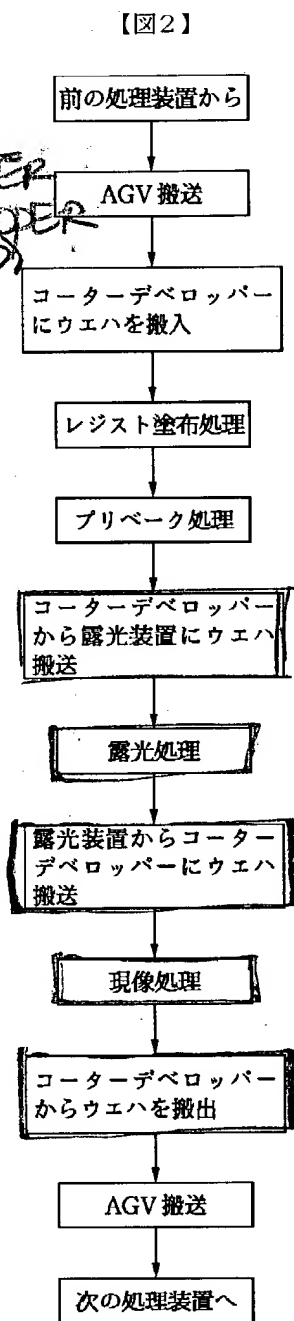 【図2】
前の処理装置から
AGV搬送
コーターデベロッパー
にウエハを搬入
レジスト塗布処理
プリベーク処理
コーターデベロッパー
から露光装置にウエハ
搬送
露光処理
露光装置からコーター
デベロッパーにウエハ
搬送
現像処理
コーターデベロッパー
からウエハを搬出
AGV搬送
次の処理装置へ